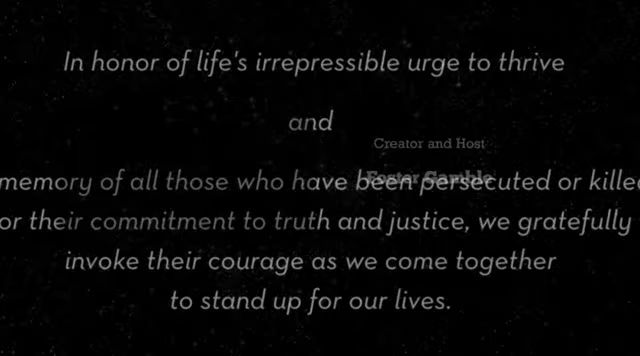 In honor of life's irrepressible urge to thrive
and
Creator and Host
Foster Gamble
memory of all those who have been persecuted or kille
or their commitment to truth and justice, we gratefully
invoke their courage as we come together
to stand up for our lives.